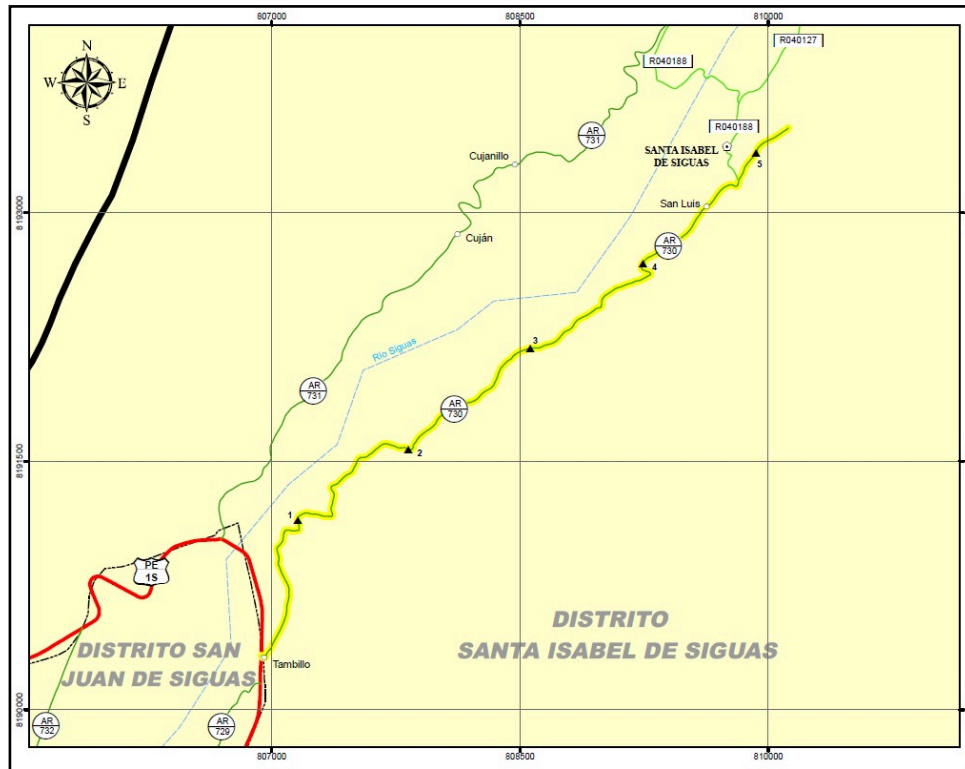 807000
808500
810000
N
W
E
S
R040127
R040188
AR
731
R040188
Cujanillo
SANTA ISABEL
DE SIGUAS
5
San Luis
8193000
Cuján
AR
730
4
3
Rio Siguas
AR
731
AR
730
2
8191500
1
PE
1S
DISTRITO
SANTA ISABEL DE SIGUAS
DISTRITO SAN
JUAN DE SIGUAS
Tambillo
8190000
AR
732
AR
729
807000
808500
810000